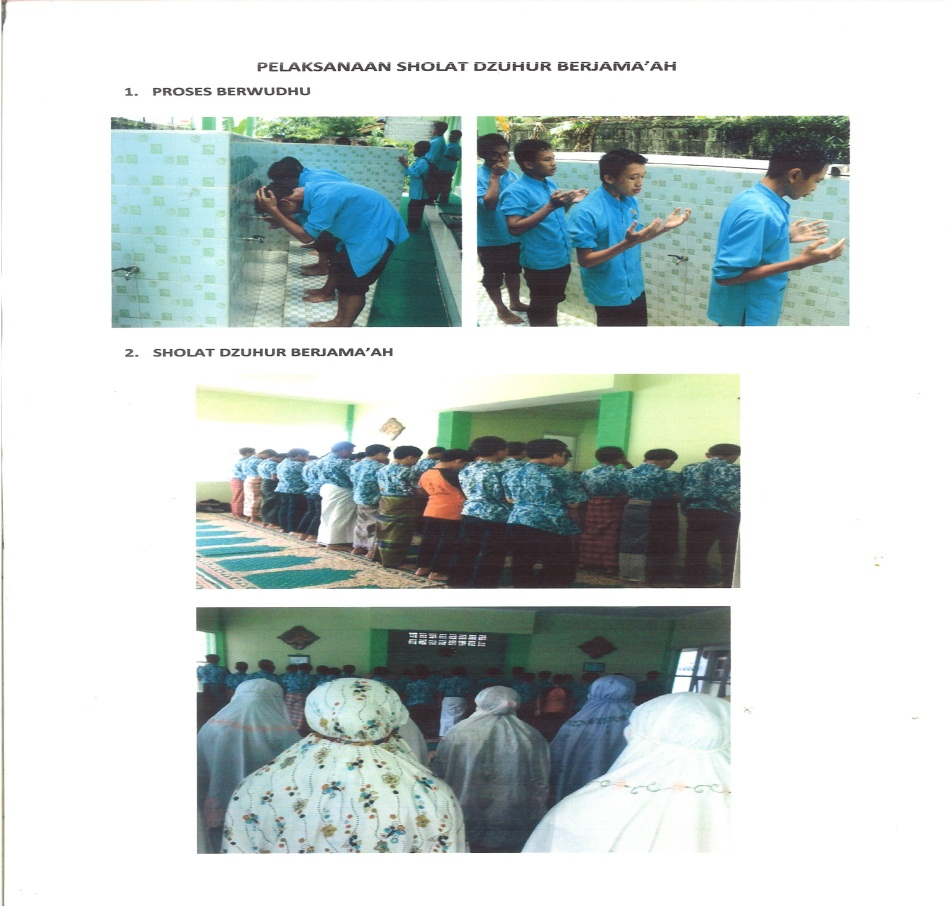 PELAKSANAAN SHOLAT DZUHUR BERJAMA’AH
1. PROSES BERWUDHU
2. SHOLAT DZUHUR BERJAMA’AH